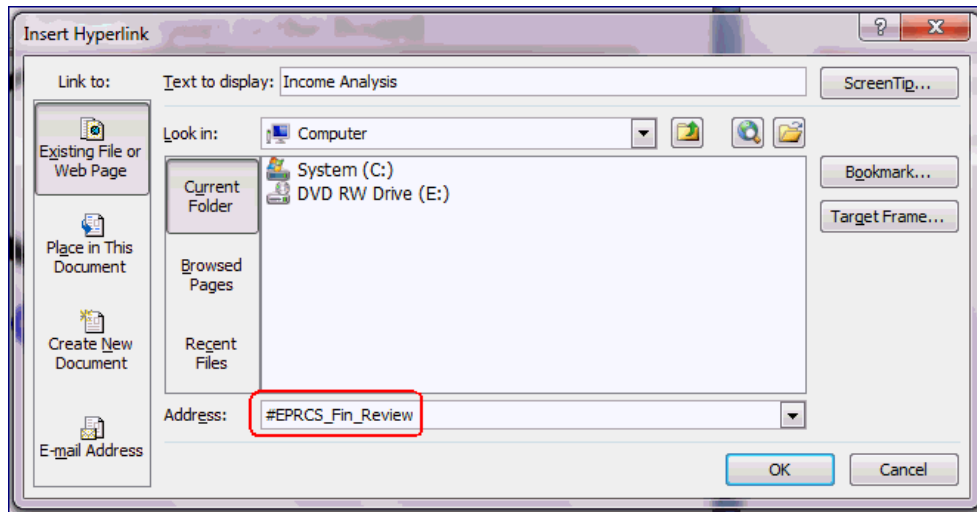 Insert Hyperlink
?
X
Link to:
Text to display: Income Analysis
ScreenTip...
Existing File or
Web Page
Look in:
Computer
Current
Folder
System (C:)
DVD RW Drive (E:)
Bookmark...
Target Frame...
Place in This
Document
Browsed
Pages
Create New
Document
Recent
Files
Address: #EPRCS_Fin_Review
E-mail Address
OK
Cancel